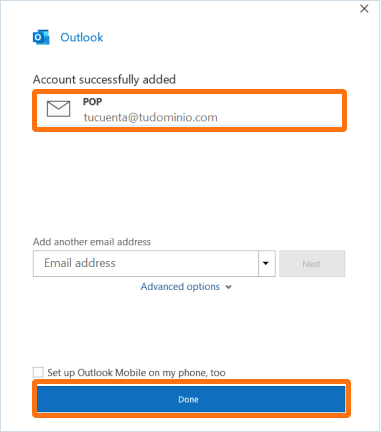 Outlook
Account successfully added
POP
tucuenta@tudominio.com
Add another email address
Email address
Next
Advanced options
Set up Outlook Mobile on my phone, too
Done